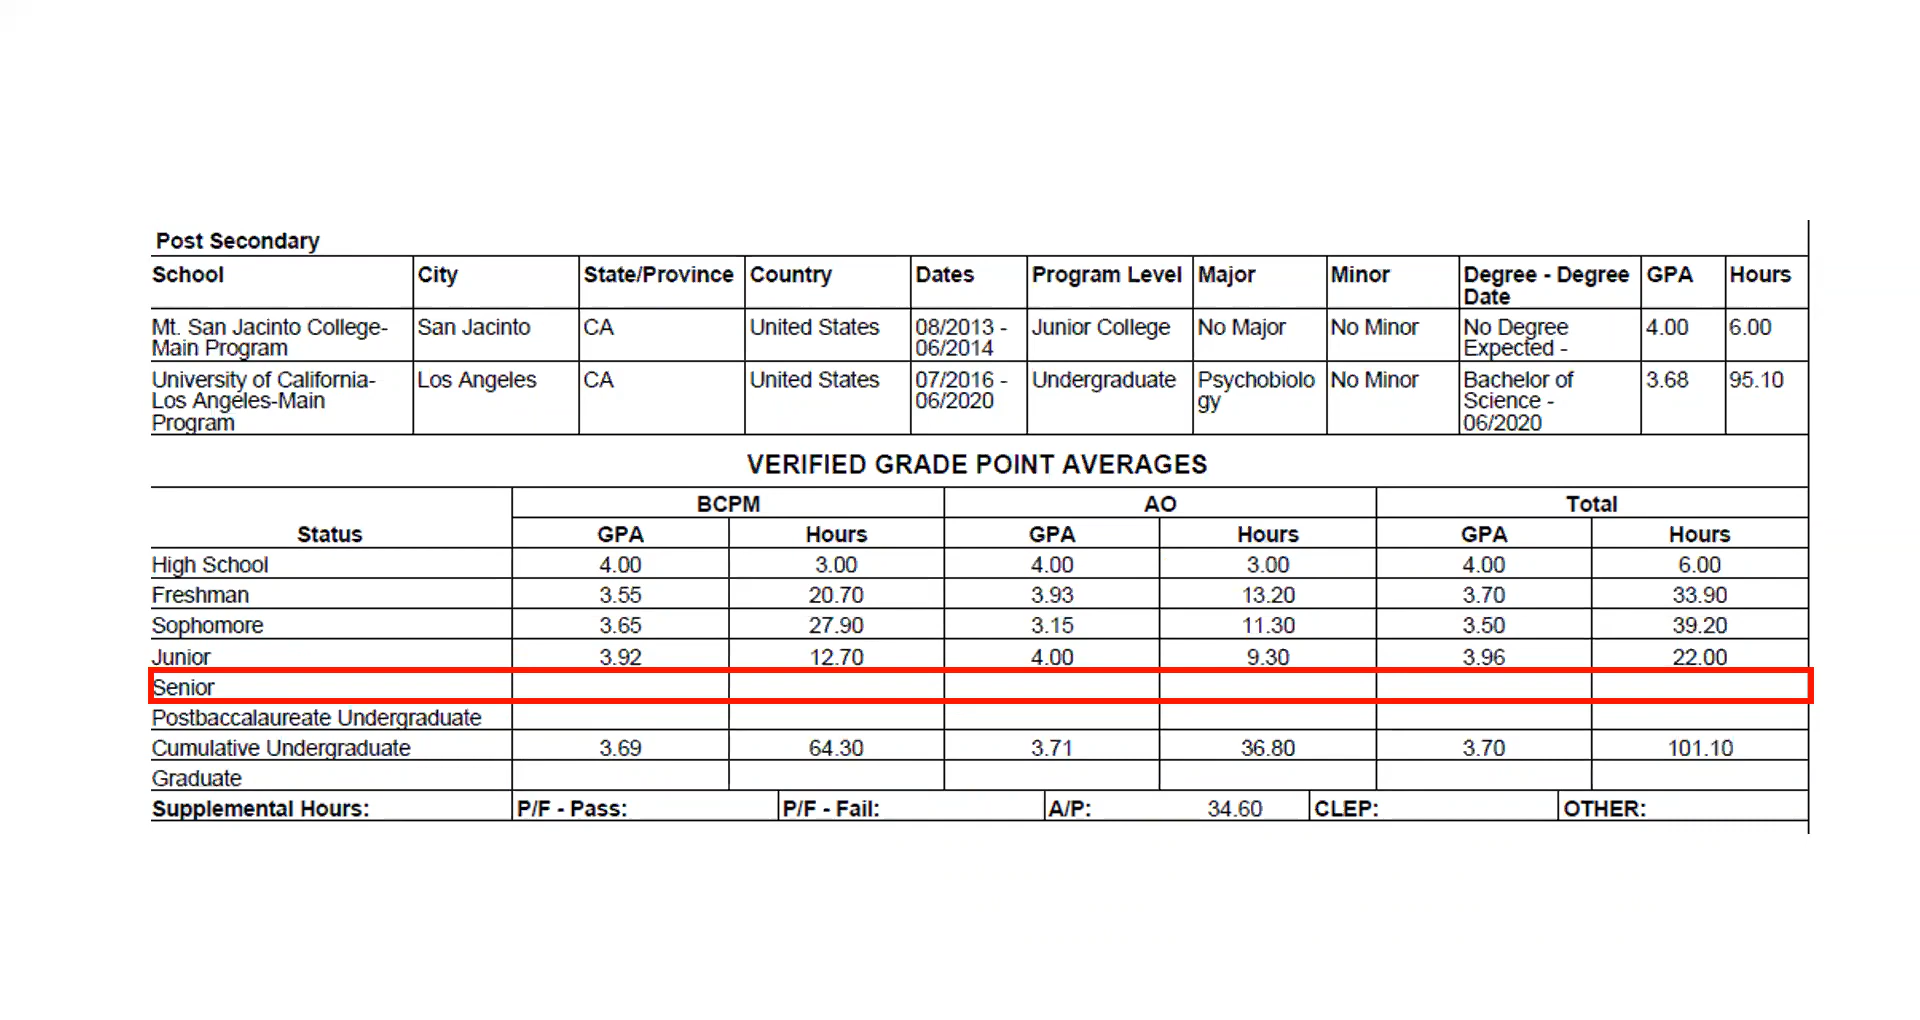 Post Secondary
School City State/Province Country Dates Program Level Major Minor Degree - Degree GPA Hours
Date
Mt. San Jacinto College- San Jacinto CA United States 08/2013 - Junior College No Major No Minor No Degree 4.00 6.00
Main Program 06/2014 Expected -
University of California- Los Angeles CA United States 07/2016 - Undergraduate Psychobiolo No Minor Bachelor of 3.68 95.10
Los Angeles-Main 06/2020 gy Science -
Program 06/2020
VERIFIED GRADE POINT AVERAGES
BCPM AO Total
Status GPA Hours GPA Hours GPA Hours
High School 4.00 3.00 4.00 3.00 4.00 6.00
Freshman 3.55 20.70 3.93 13.20 3.70 33.90
Sophomore 3.65 27.90 3.15 11.30 3.50 39.20
Junior 3.92 12.70 4.00 9.30 3.96 22.00
Senior
Postbaccalaureate Undergraduate
Cumulative Undergraduate 3.69 64.30 3.71 36.80 3.70 101.10
Graduate
Supplemental Hours: P/F - Pass: P/F - Fail: A/P: 34.60 CLEP: OTHER: